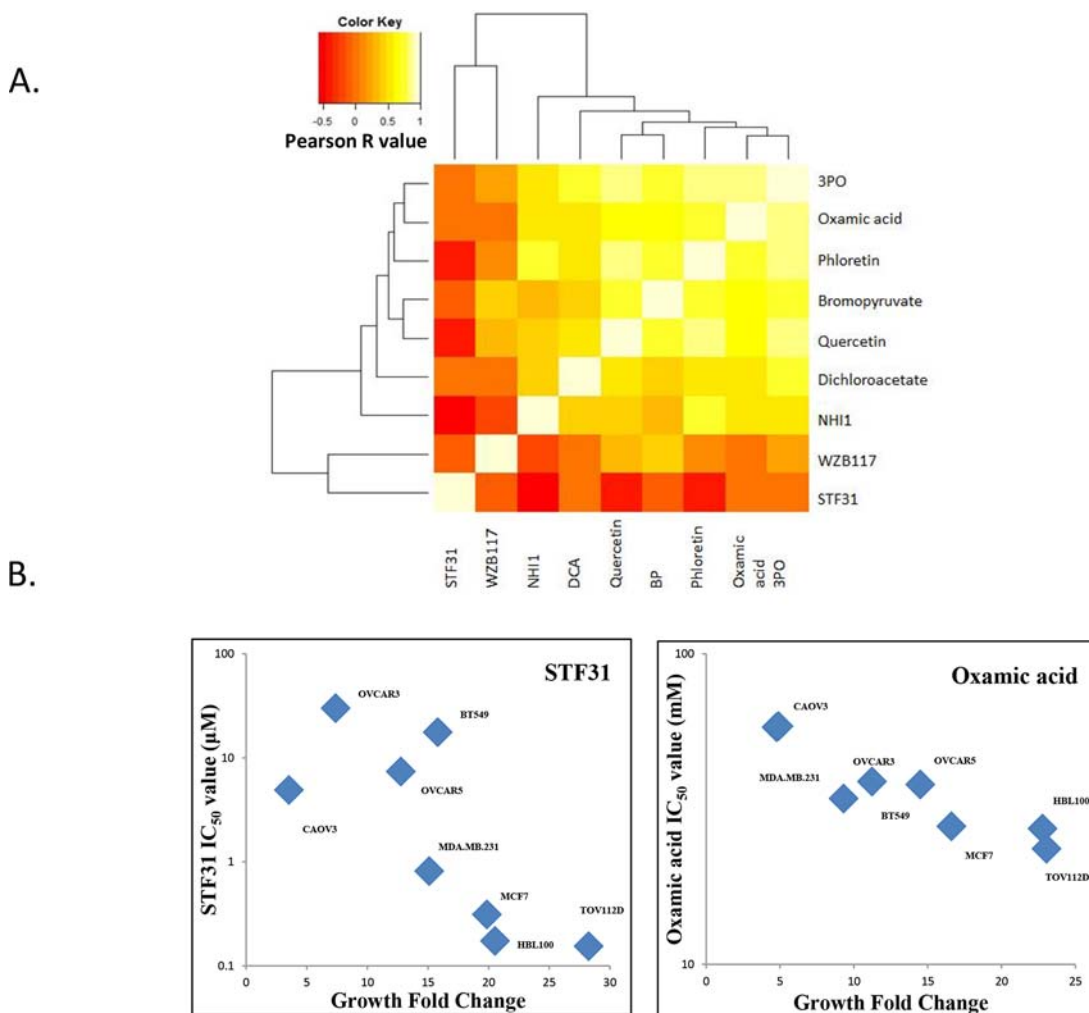 A.
Color Key
-0.5 0 0.5 1
Pearson R value
3PO
Oxamic acid
Phloretin
Bromopyruvate
Quercetin
Dichloroacetate
NHI1
WZB117
STF31
STF31
WZB117
NHI1
DCA
Quercetin
BP
Phloretin
Oxamic
acid
3PO
B.
STF31
STF31 IC50 value (µM)
100
10
1
0.1
OVCAR3
BT549
OVCAR5
CAOV3
MDA.MB.231
MCF7
TOV112D
HBL100
0 5 10 15 20 25 30
Growth Fold Change
Oxamic acid
Oxamic acid IC50 value (mM)
100
10
CAOV3
OVCAR3
OVCAR5
MDA.MB.231
HBL100
BT549
MCF7
TOV112D
0 5 10 15 20 25
Growth Fold Change